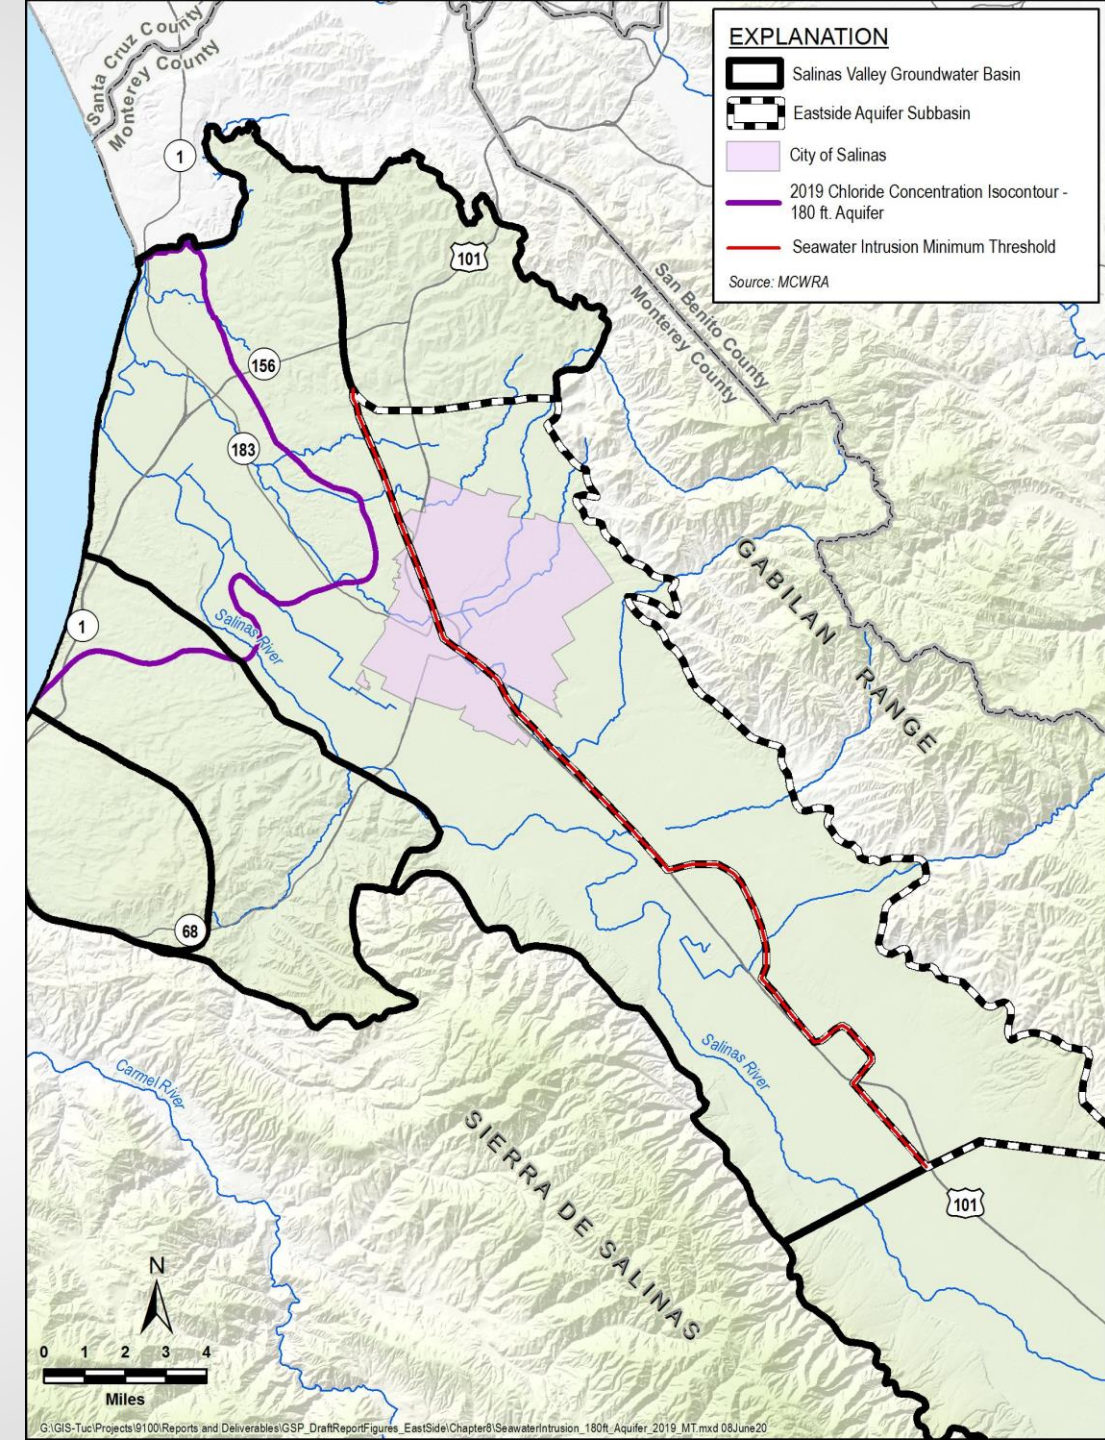 EXPLANATION
Salinas Valley Groundwater Basin
Eastside Aquifer Subbasin
City of Salinas
2019 Chloride Concentration Isocontour -
180 ft. Aquifer
Seawater Intrusion Minimum Threshold
Source: MCWRA
Santa Cruz County
Monterey County
1
101
San Benito County
Monterey County
156
183
GABILAN RANGE
1
Salinas River
68
Salinas River
Carmel River
SIERRA DE SALINAS
101
N
0 1 2 3 4
Miles
G:\GIS-Tuc\Projects\9100\Reports and Deliverables\GSP_DraftReportFigures_EastSide\Chapter8\SeawaterIntrusion_180ft_Aquifer_2019_MT.mxd 08June20